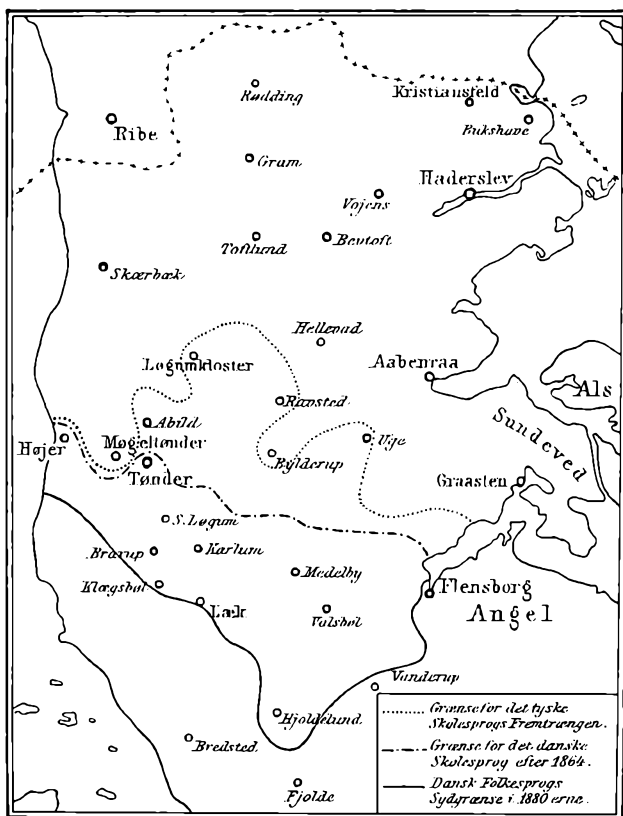 Rødding
Kristiansfeld
Ribe
Bukshave
Gram
Haderslev
Vojens
Toftlund
Bevtoft
Skærbæk
Hellevad
Løgumkloster
Aabenraa
Als
Ravsted
Abild
Sundeved
Højer
Møgeltønder
Uge
Tønder
Bylderup
Graasten
S. Løgum
Brarup
Karlum
Medelby
Klægsbøl
Flensborg
Læk
Valsbøl
Angel
Vanderup
Hjoldelund
Bredsted
Fjolde
Grænse for det tyske
Skolesprogs Fremtrængen.
Grænse for det danske
Skolesprog efter 1864.
Dansk Folkesprogs
Sydgrænse i 1880 erne.